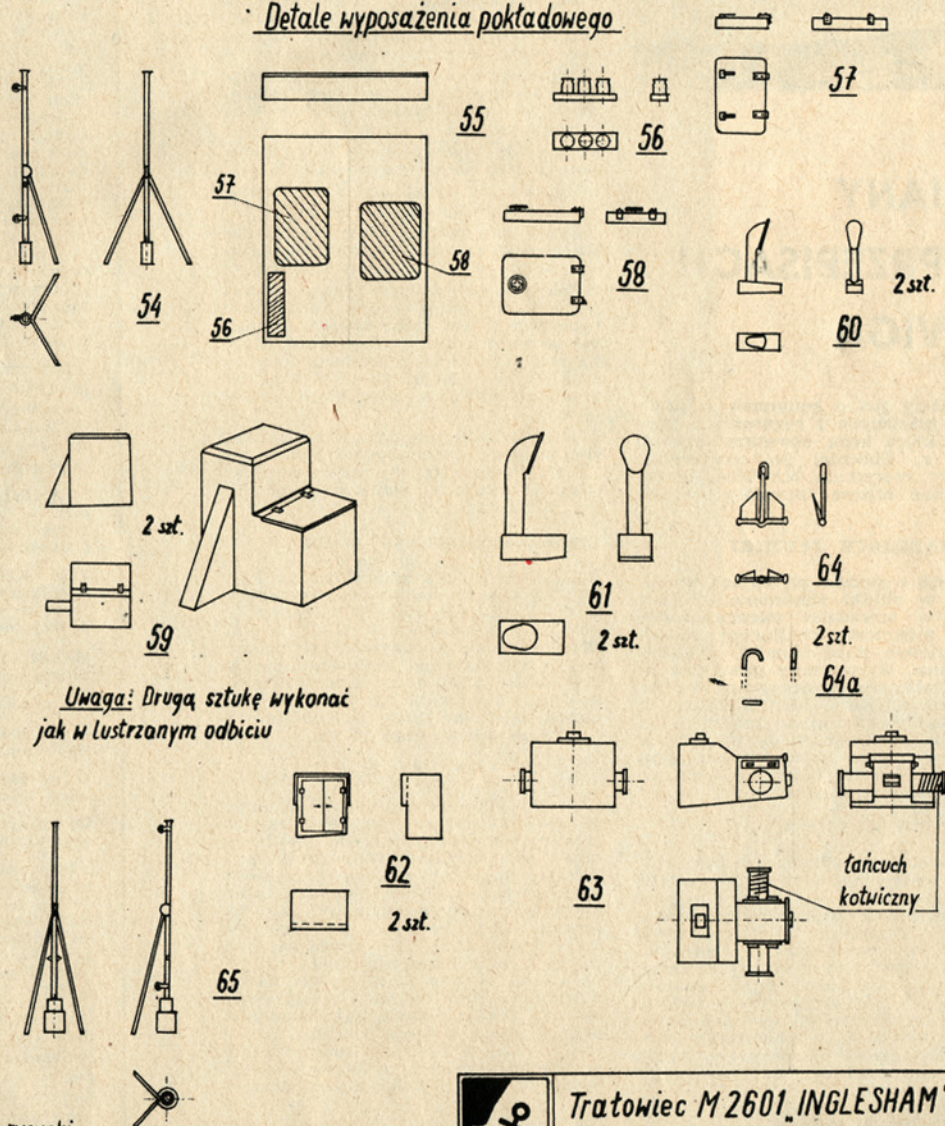 Detale wyposażenia pokładowego
54
55
57
58
56
56
57
58
60
2 szt.
59
2 szt.
Uwaga: Drugą sztukę wykonać
jak w lustrzanym odbiciu
61
2 szt.
64
2 szt.
64a
62
2 szt.
63
łańcuch
kotwiczny
65
Trałowiec M 2601 „INGLESHAM"